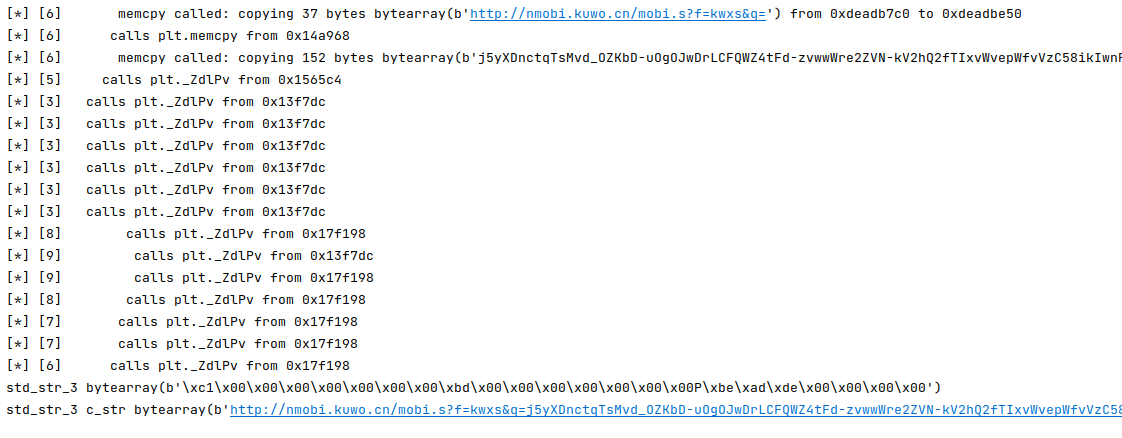 [*] [6]       memcpy called: copying 37 bytes bytearray(b'http://nmobi.kuwo.cn/mobi.s?f=kwxs&q=') from 0xdeadb7c0 to 0xdeadbe50
[*] [6]      calls plt.memcpy from 0x14a968
[*] [6]       memcpy called: copying 152 bytes bytearray(b'j5yXDnctqTsMvd_OZKbD-uOgOJwDrLCFQWZ4tFd-zvwwWre2ZVN-kV2hQ2fTIxvWvepWfvVzC58ikIwnF
[*] [5]     calls plt._ZdlPv from 0x1565c4
[*] [3]   calls plt._ZdlPv from 0x13f7dc
[*] [3]   calls plt._ZdlPv from 0x13f7dc
[*] [3]   calls plt._ZdlPv from 0x13f7dc
[*] [3]   calls plt._ZdlPv from 0x13f7dc
[*] [3]   calls plt._ZdlPv from 0x13f7dc
[*] [3]   calls plt._ZdlPv from 0x13f7dc
[*] [8]        calls plt._ZdlPv from 0x17f198
[*] [9]         calls plt._ZdlPv from 0x13f7dc
[*] [9]         calls plt._ZdlPv from 0x17f198
[*] [8]        calls plt._ZdlPv from 0x17f198
[*] [7]       calls plt._ZdlPv from 0x17f198
[*] [7]       calls plt._ZdlPv from 0x17f198
[*] [6]      calls plt._ZdlPv from 0x17f198
std_str_3 bytearray(b'\xc1\x00\x00\x00\x00\x00\x00\x00\xbd\x00\x00\x00\x00\x00\x00\x00P\xbe\xad\xde\x00\x00\x00\x00')
std_str_3 c_str bytearray(b'http://nmobi.kuwo.cn/mobi.s?f=kwxs&q=j5yXDnctqTsMvd_OZKbD-uOgOJwDrLCFQWZ4tFd-zvwwWre2ZVN-kV2hQ2fTIxvWvepWfvVzC58